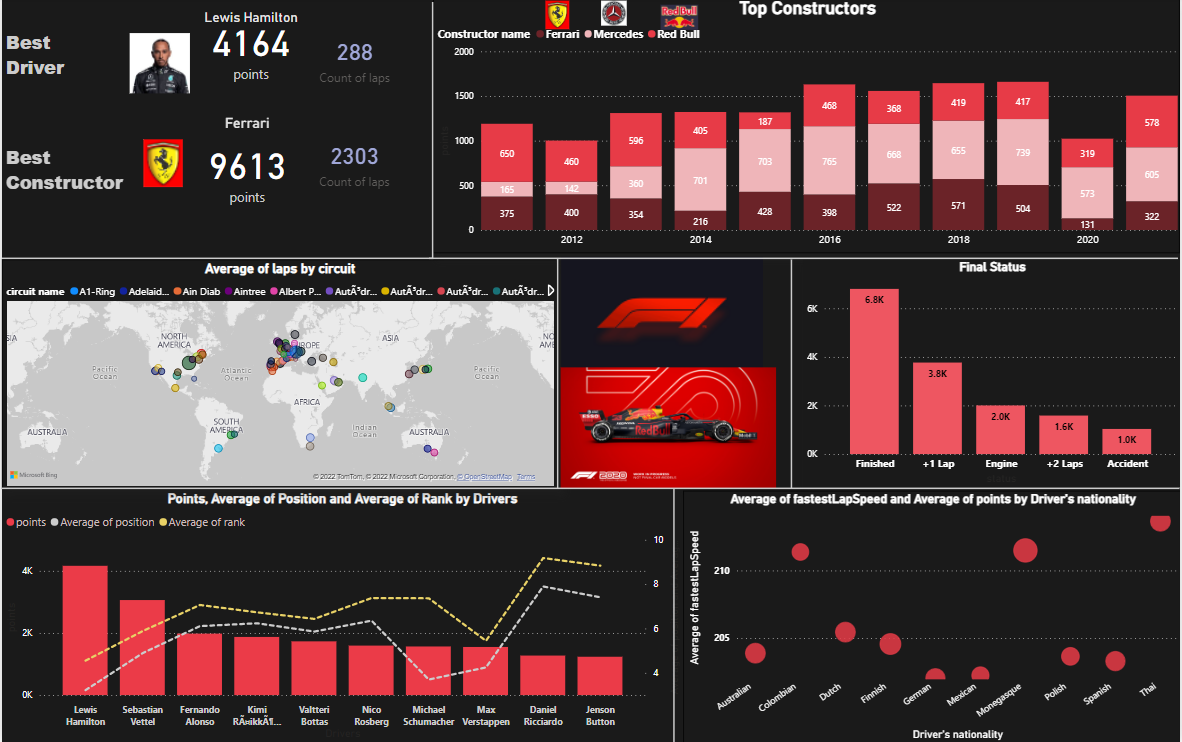 Best
Driver
Lewis Hamilton
4164
points
288
Count of laps
Best
Constructor
Ferrari
9613
points
2303
Count of laps
Top Constructors
Constructor name Ferrari Mercedes Red Bull
Red Bull
2000
1500
1000
500
0
650 460 596 405 187 468 368 419 417 319 578
165 142 360 701 703 765 668 655 739 573 605
375 400 354 216 428 398 522 571 504 131 322
2012 2014 2016 2018 2020
Average of laps by circuit
circuit name A1-Ring Adelaid... Ain Diab Aintree Albert P... AutÃ³dr... AutÃ³dr... AutÃ³dr... AutÃ³dr...
NORTH
AMERICA
EUROPE
ASIA
Pacific
Ocean
Atlantic
Ocean
Pacific
Ocean
AFRICA
SOUTH
AMERICA
Indian
Ocean
AUSTRALIA
AUSTRALIA
Microsoft Bing
© 2022 TomTom, © 2022 Microsoft Corporation, © OpenStreetMap Terms
RedBull
2020
Final Status
6K
4K
2K
0K
6.8K
3.8K
2.0K
1.6K
1.0K
Finished +1 Lap Engine +2 Laps Accident
Points, Average of Position and Average of Rank by Drivers
points Average of position Average of rank
4K
2K
0K
10
8
6
4
Lewis
Hamilton
Sebastian
Vettel
Fernando
Alonso
Kimi
RÃ¤ikkÃ¶...
Valtteri
Bottas
Nico
Rosberg
Michael
Schumacher
Max
Verstappen
Daniel
Ricciardo
Jenson
Button
Drivers
Average of fastestLapSpeed and Average of points by Driver's nationality
Average of fastestLapSpeed
210
205
Australian Colombian Dutch Finnish German Mexican Monegasque Polish Spanish Thai
Driver's nationality